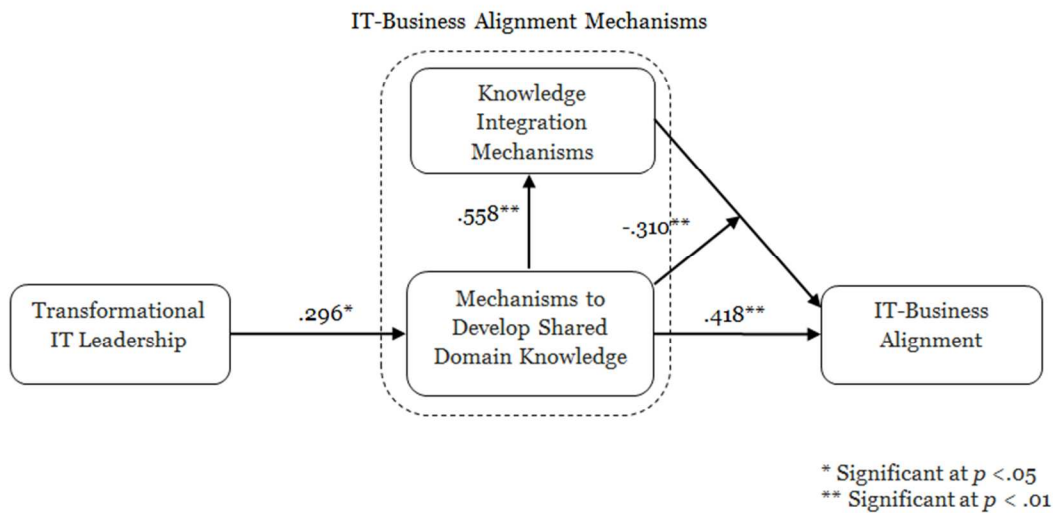 IT-Business Alignment Mechanisms
Knowledge
Integration
Mechanisms
.558**
-.310**
Transformational
IT Leadership
.296*
Mechanisms to
Develop Shared
Domain Knowledge
.418**
IT-Business
Alignment
* Significant at p <.05
** Significant at p < .01